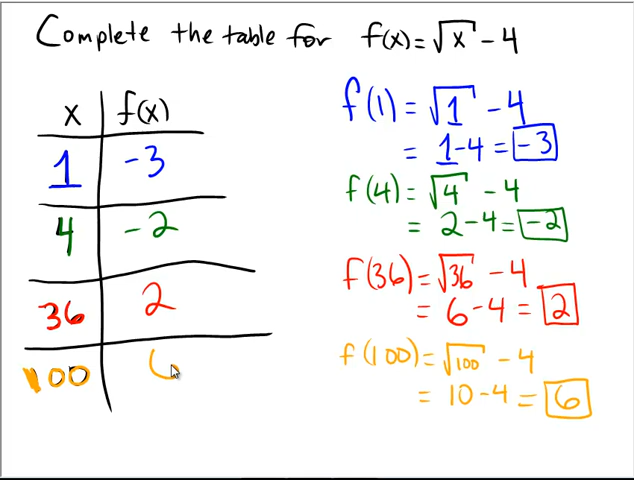 Complete the table for f(x) = √x - 4
x f(x)
1 -3
4 -2
36 2
100 6
f(1) = √1 - 4
= 1 - 4 = -3
f(4) = √4 - 4
= 2 - 4 = -2
f(36) = √36 - 4
= 6 - 4 = 2
f(100) = √100 - 4
= 10 - 4 = 6